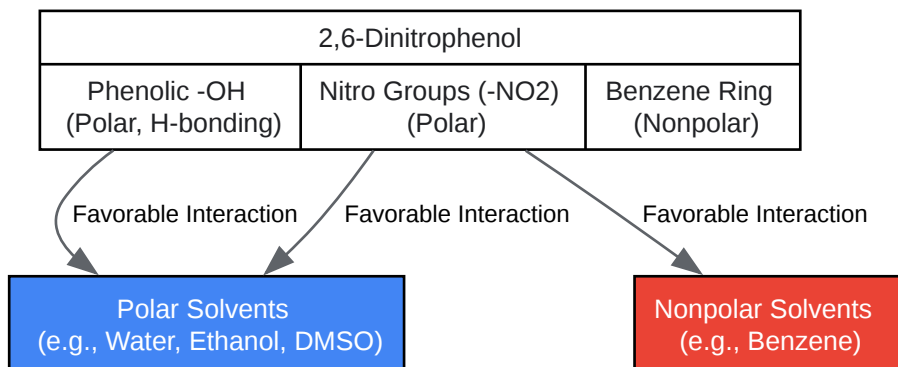 2,6-Dinitrophenol
Phenolic -OH
(Polar, H-bonding)
Nitro Groups (-NO2)
(Polar)
Benzene Ring
(Nonpolar)
Favorable Interaction
Favorable Interaction
Favorable Interaction
Polar Solvents
(e.g., Water, Ethanol, DMSO)
Nonpolar Solvents
(e.g., Benzene)